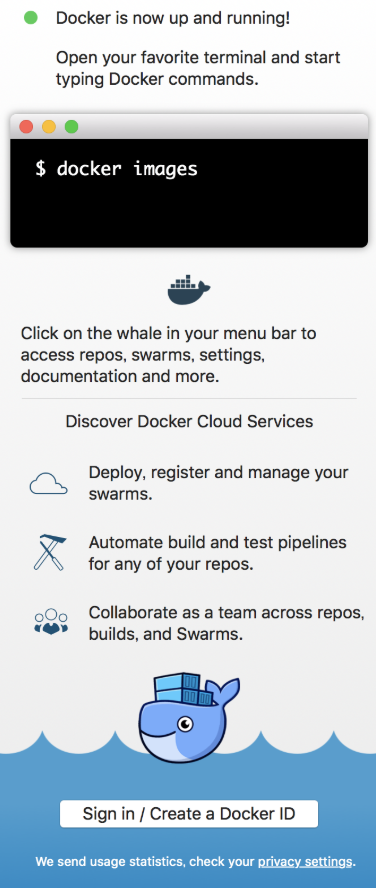 Docker is now up and running!
Open your favorite terminal and start
typing Docker commands.
$ docker images
Click on the whale in your menu bar to
access repos, swarms, settings,
documentation and more.
Discover Docker Cloud Services
Deploy, register and manage your
swarms.
Automate build and test pipelines
for any of your repos.
Collaborate as a team across repos,
builds, and Swarms.
Sign in / Create a Docker ID
We send usage statistics, check your privacy settings.